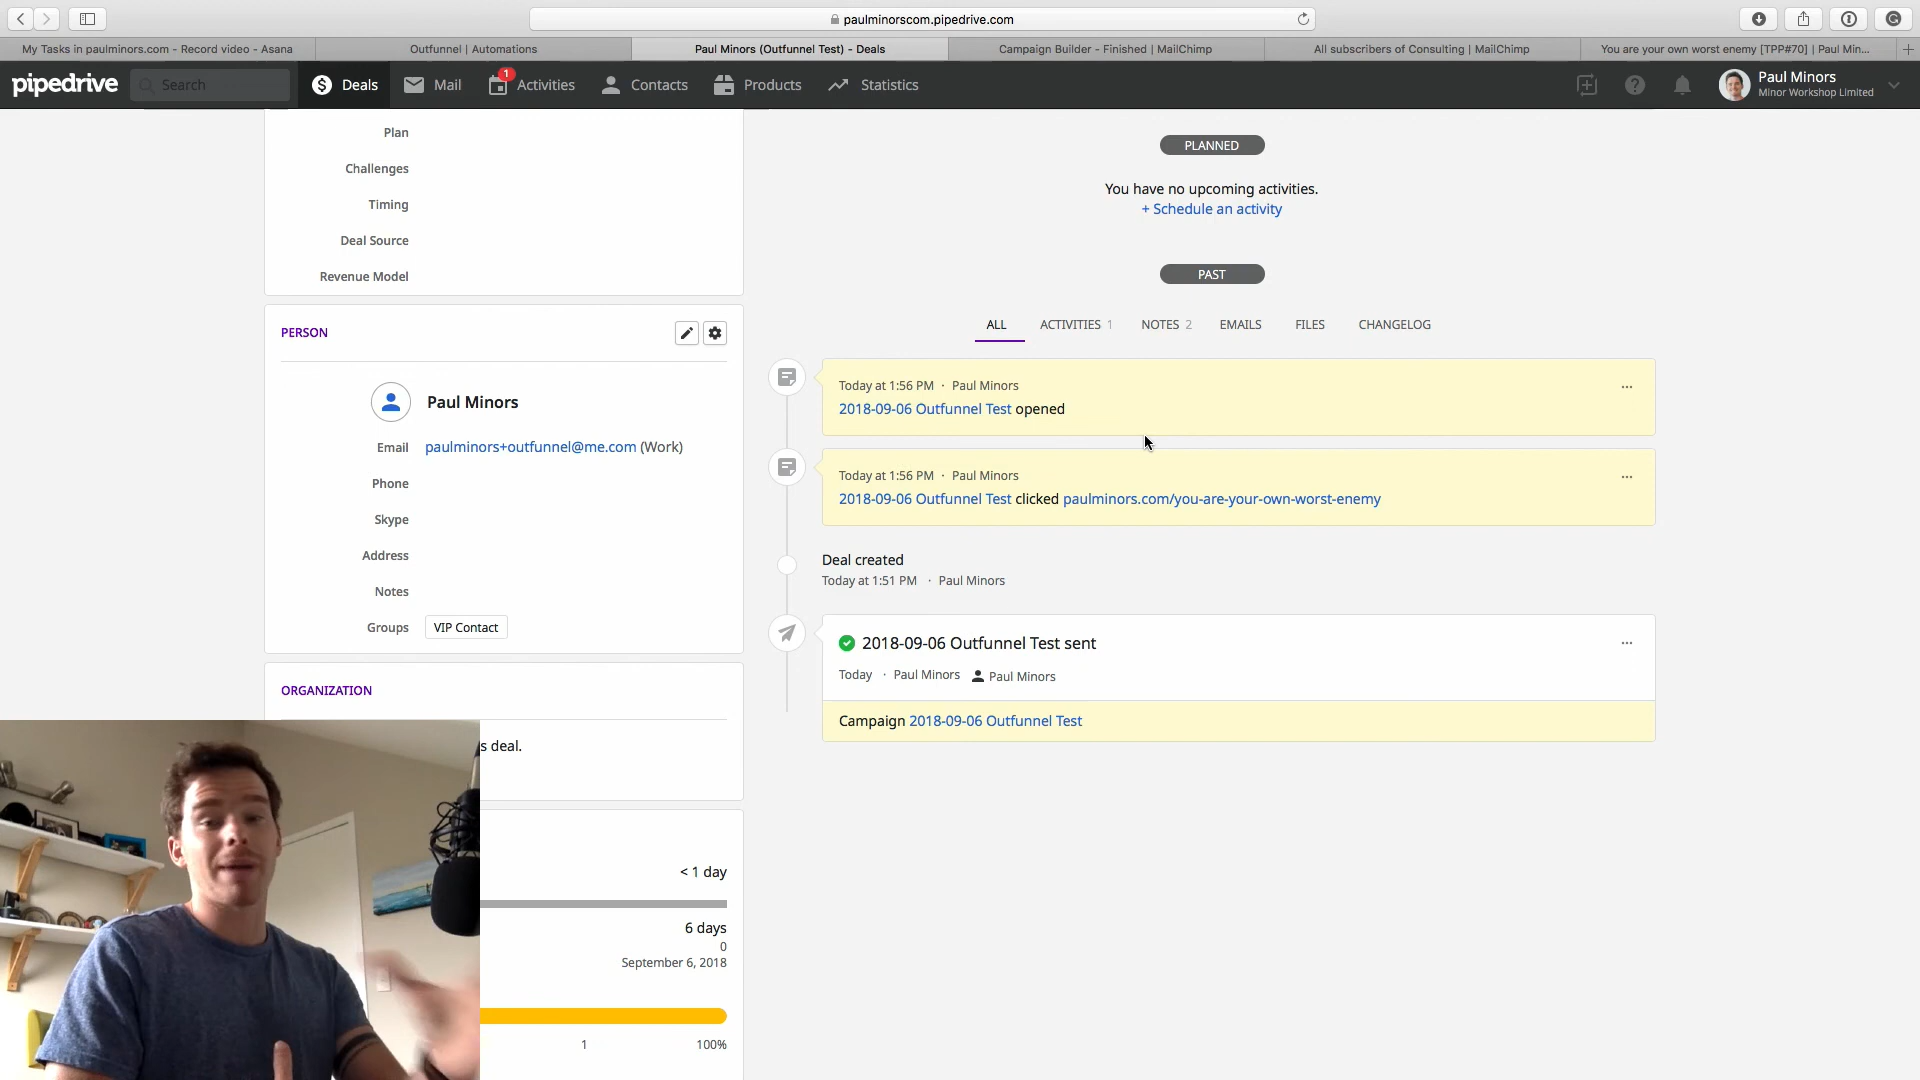 paulminorscom.pipedrive.com
My Tasks in paulminors.com - Record video - Asana
Outfunnel | Automations
Paul Minors (Outfunnel Test) - Deals
Campaign Builder - Finished | MailChimp
All subscribers of Consulting | MailChimp
You are your own worst enemy [TPP#70] | Paul Min...
pipedrive
Search
Deals
Mail
1
Activities
Contacts
Products
Statistics
Paul Minors
Minor Workshop Limited
Plan
Challenges
Timing
Deal Source
Revenue Model
PERSON
Paul Minors
Email paulminors+outfunnel@me.com (Work)
Phone
Skype
Address
Notes
Groups VIP Contact
ORGANIZATION
s deal.
< 1 day
6 days
0
September 6, 2018
1 100%
PLANNED
You have no upcoming activities.
+ Schedule an activity
PAST
ALL ACTIVITIES 1 NOTES 2 EMAILS FILES CHANGELOG
Today at 1:56 PM · Paul Minors
2018-09-06 Outfunnel Test opened
Today at 1:56 PM · Paul Minors
2018-09-06 Outfunnel Test clicked paulminors.com/you-are-your-own-worst-enemy
Deal created
Today at 1:51 PM · Paul Minors
2018-09-06 Outfunnel Test sent
Today · Paul Minors Paul Minors
Campaign 2018-09-06 Outfunnel Test